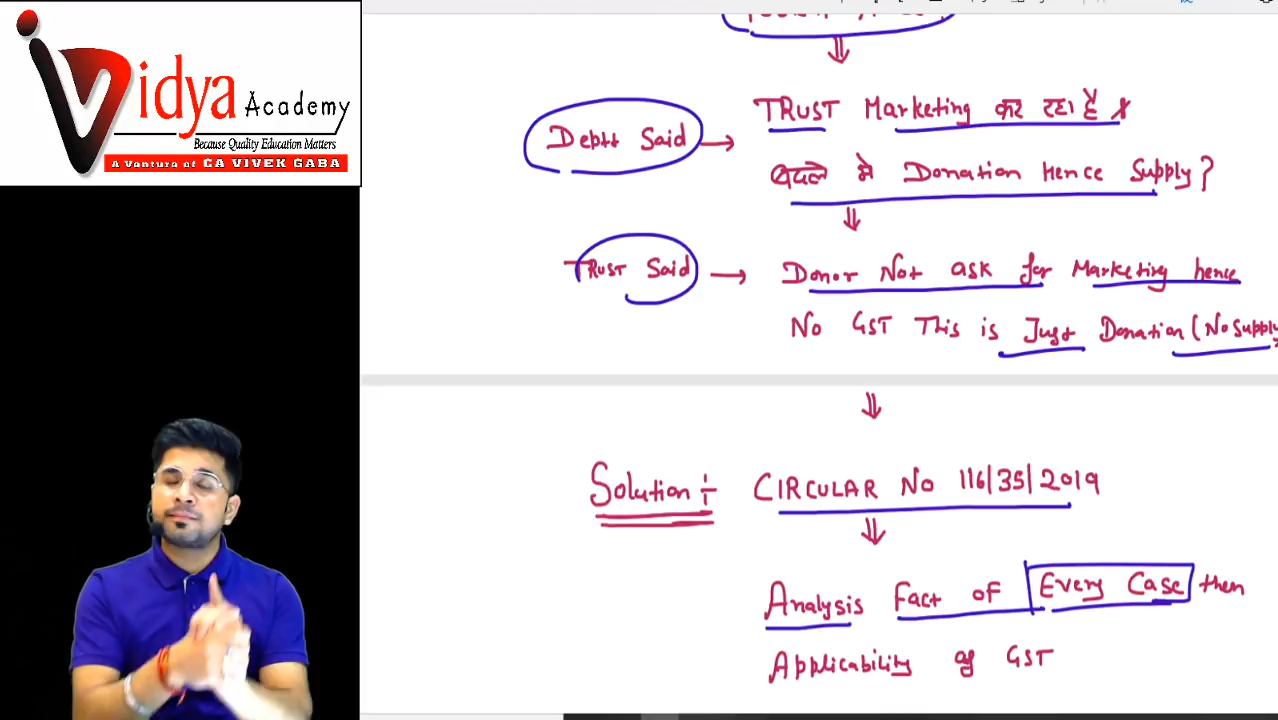 Vidya Academy
Because Quality Education Matters
A Ventura of CA VIVEK GABA
Deptt Said → TRUST Marketing कर रहा है &
बदले मे Donation Hence Supply?
TRUST Said → Donor Not ask for Marketing hence
No GST This is Just Donation (No Supply
Solution :- CIRCULAR No 116/35/2019
Analysis Fact of Every Case then
Applicability of GST